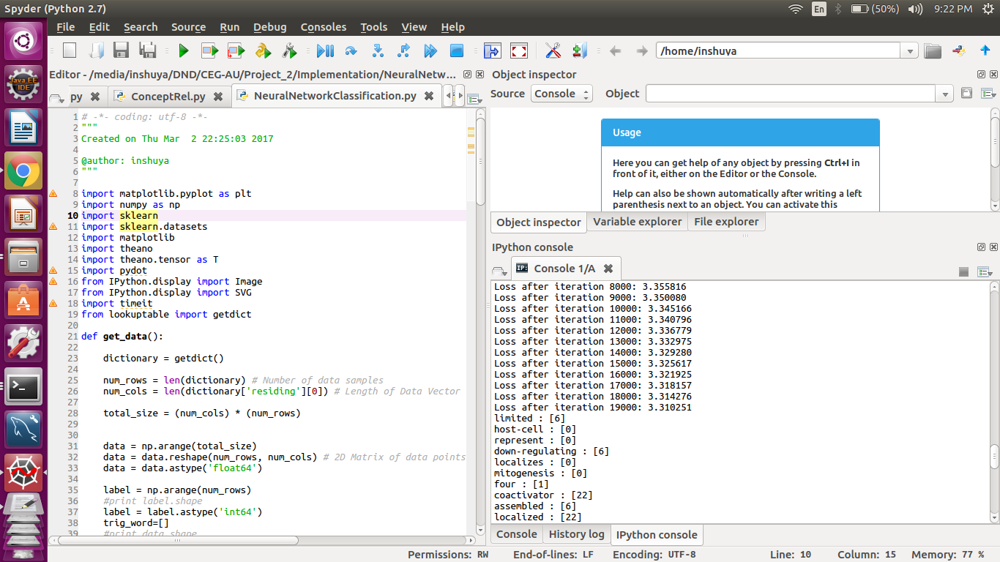 Spyder (Python 2.7)
En
(50%)
9:22 PM
File Edit Search Source Run Debug Consoles Tools View Help
/home/inshuya
Java EE
IDE
Editor - /media/inshuya/DND/CEG-AU/Project_2/Implementation/NeuralNetw...
py
ConceptRel.py
NeuralNetworkClassification.py
1 # -*- coding: utf-8 -*-
2 """
3 Created on Thu Mar  2 22:25:03 2017
4
5 @author: inshuya
6 """
7
8 import matplotlib.pyplot as plt
9 import numpy as np
10 import sklearn
11 import sklearn.datasets
12 import matplotlib
13 import theano
14 import theano.tensor as T
15 import pydot
16 from IPython.display import Image
17 from IPython.display import SVG
18 import timeit
19 from lookuptable import getdict
20
21 def get_data():
22
23     dictionary = getdict()
24
25     num_rows = len(dictionary) # Number of data samples
26     num_cols = len(dictionary['residing'][0]) # Length of Data Vector
27
28     total_size = (num_cols) * (num_rows)
29
30
31     data = np.arange(total_size)
32     data = data.reshape(num_rows, num_cols) # 2D Matrix of data points
33     data = data.astype('float64')
34
35     label = np.arange(num_rows)
36     #print label.shape
37     label = label.astype('int64')
38     trig_word=[]
39     #print data.shape
Object inspector
Source Console Object
Usage
Here you can get help of any object by pressing Ctrl+I in
front of it, either on the Editor or the Console.
Help can also be shown automatically after writing a left
parenthesis next to an object. You can activate this
Object inspector Variable explorer File explorer
IPython console
IP: Console 1/A
Loss after iteration 8000: 3.355816
Loss after iteration 9000: 3.350080
Loss after iteration 10000: 3.345166
Loss after iteration 11000: 3.340796
Loss after iteration 12000: 3.336779
Loss after iteration 13000: 3.332975
Loss after iteration 14000: 3.329280
Loss after iteration 15000: 3.325617
Loss after iteration 16000: 3.321925
Loss after iteration 17000: 3.318157
Loss after iteration 18000: 3.314276
Loss after iteration 19000: 3.310251
limited : [6]
host-cell : [0]
represent : [0]
down-regulating : [6]
localizes : [0]
mitogenesis : [0]
four : [1]
coactivator : [22]
assembled : [6]
localized : [22]
Console History log IPython console
Permissions: RW End-of-lines: LF Encoding: UTF-8 Line: 10 Column: 15 Memory: 77 %